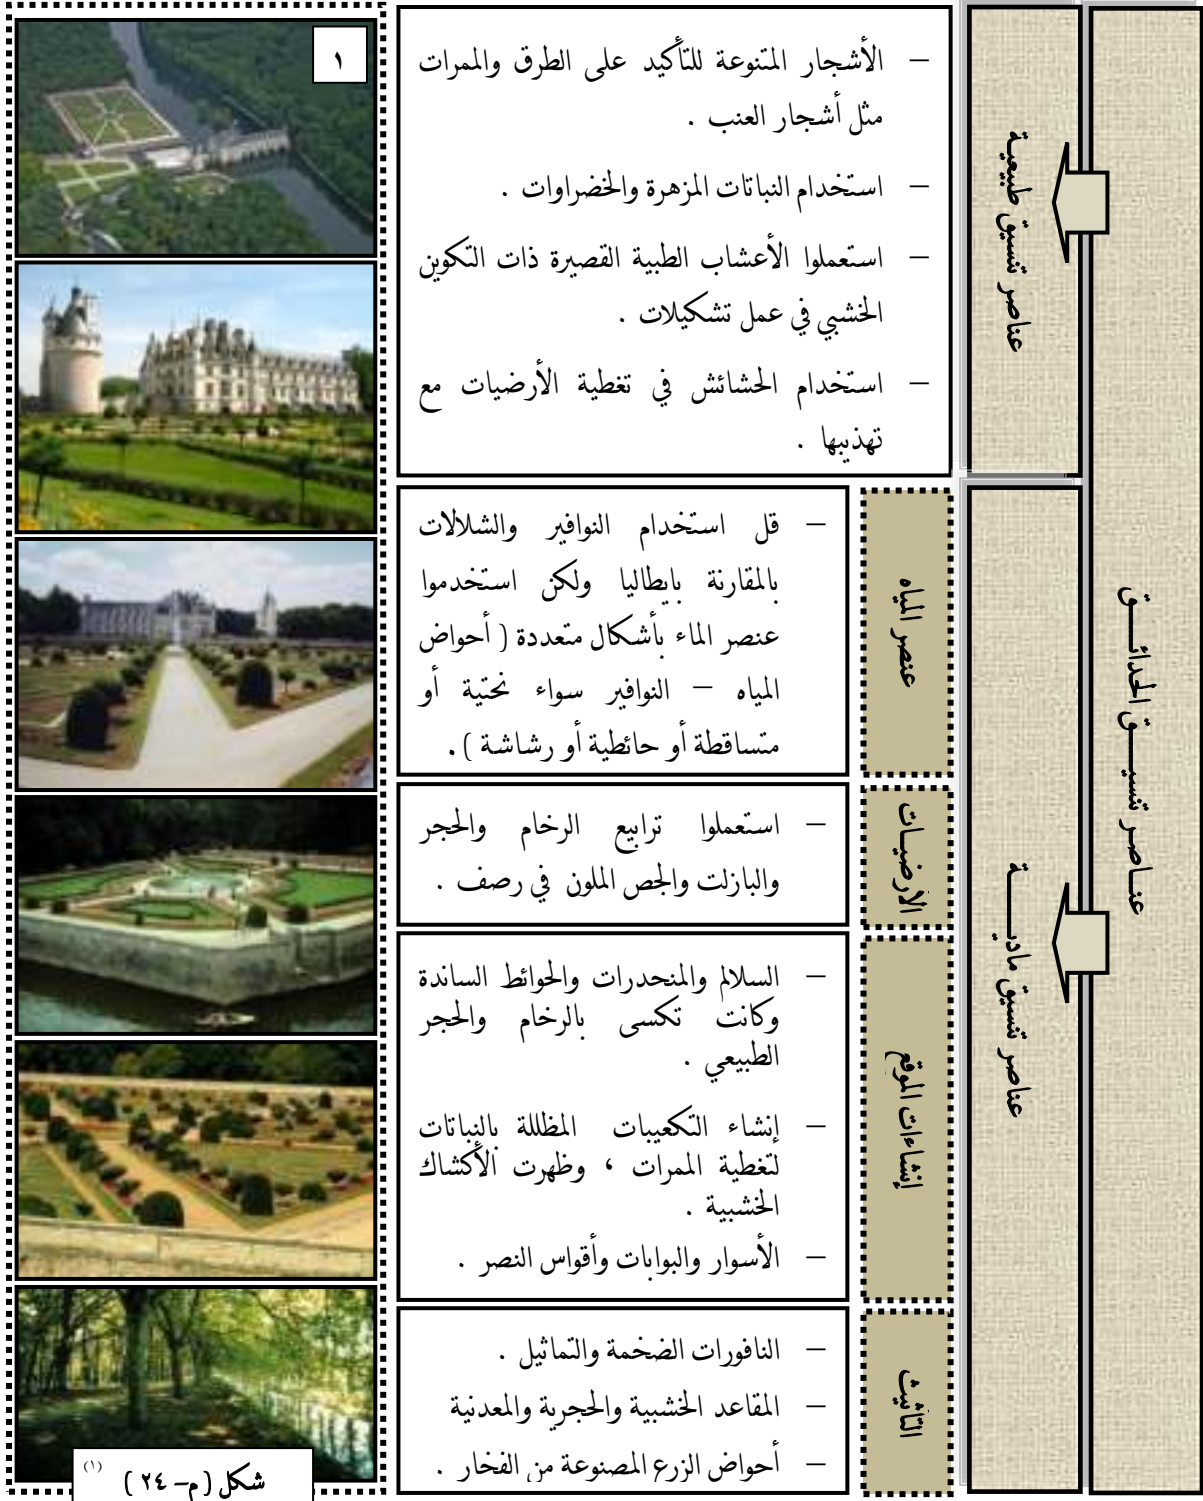 عناصر تنسيق الحدائق
عناصر تنسيق طبيعية
– الأشجار المتنوعة للتأكيد على الطرق والممرات
مثل أشجار العنب .
– استخدام النباتات المزهرة والخضراوات .
– استعملوا الأعشاب الطبية القصيرة ذات التكوين
الخشبي في عمل تشكيلات .
– استخدام الحشائش في تغطية الأرضيات مع
تهذيبها .
عناصر تنسيق مادية
عنصر المياه
– قل استخدام النوافير والشلالات
بالمقارنة بايطاليا ولكن استخدموا
عنصر الماء بأشكال متعددة ( أحواض
المياه – النوافير سواء نحتية أو
متساقطة أو حائطية أو رشاشة ) .
الأرضيات
– استعملوا ترابيع الرخام والحجر
والبازلت والجص الملون في رصف .
إنشاءات الموقع
– السلالم والمنحدرات والحوائط الساندة
وكانت تكسى بالرخام والحجر
الطبيعي .
– إنشاء التكعيبات المظللة بالنباتات
لتغطية الممرات ، وظهرت الأكشاك
الخشبية .
– الأسوار والبوابات وأقواس النصر .
التأثيث
– النافورات الضخمة والتماثيل .
– المقاعد الخشبية والحجرية والمعدنية
– أحواض الزرع المصنوعة من الفخار .
١
شكل ( م– ٢٤ ) (١)